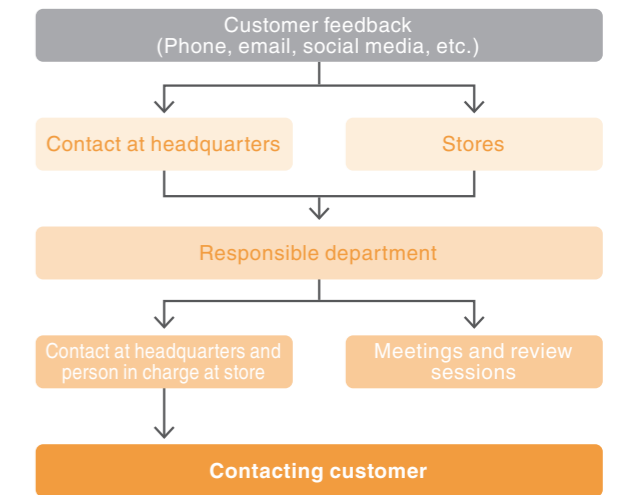 Customer feedback
(Phone, email, social media, etc.)
Contact at headquarters
Stores
Responsible department
Contact at headquarters and
person in charge at store
Meetings and review
sessions
Contacting customer